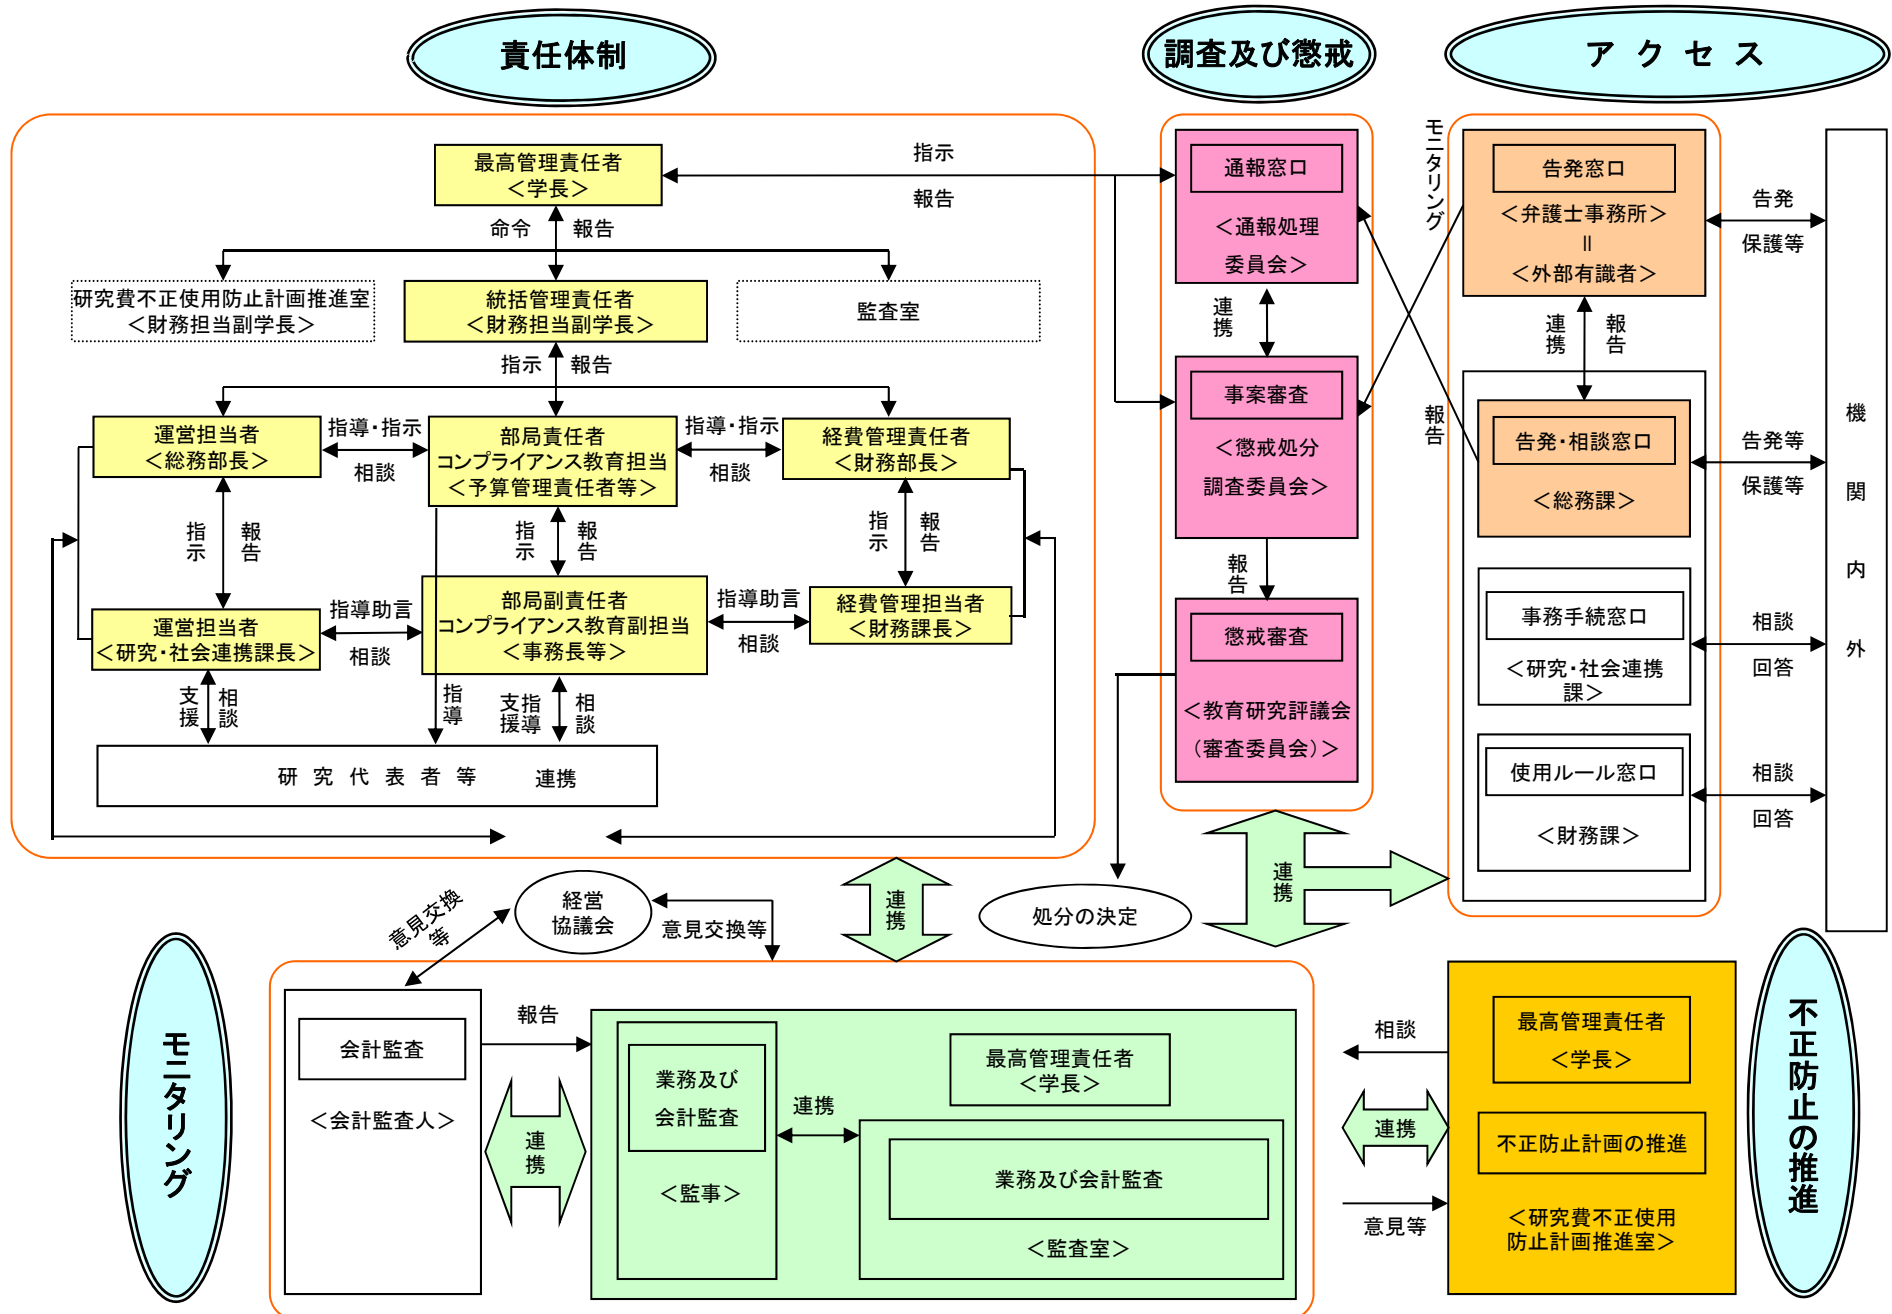 責任体制
調査及び懲戒
アクセス
最高管理責任者
＜学長＞
指示
報告
命令
報告
研究費不正使用防止計画推進室
＜財務担当副学長＞
統括管理責任者
＜財務担当副学長＞
監査室
指示
報告
運営担当者
＜総務部長＞
指導・指示
相談
部局責任者
コンプライアンス教育担当
＜予算管理責任者等＞
指導・指示
相談
経費管理責任者
＜財務部長＞
指示
報告
指示
報告
指示
報告
運営担当者
＜研究・社会連携課長＞
指導助言
相談
部局副責任者
コンプライアンス教育副担当
＜事務長等＞
指導助言
相談
経費管理担当者
＜財務課長＞
支援
相談
指導
支援
指導
相談
研究代表者等
連携
通報窓口
＜通報処理
委員会＞
連携
事案審査
＜懲戒処分
調査委員会＞
報告
懲戒審査
＜教育研究評議会
（審査委員会）＞
モニタリング
報告
告発窓口
＜弁護士事務所＞
＝
＜外部有識者＞
連携
報告
告発・相談窓口
＜総務課＞
事務手続窓口
＜研究・社会連携
課＞
使用ルール窓口
＜財務課＞
告発
保護等
告発等
保護等
相談
回答
相談
回答
機関内外
経営
協議会
意見交換
等
意見交換等
連携
処分の決定
連携
モニタリング
会計監査
＜会計監査人＞
報告
連携
業務及び
会計監査
＜監事＞
連携
最高管理責任者
＜学長＞
業務及び会計監査
＜監査室＞
相談
連携
意見等
最高管理責任者
＜学長＞
不正防止計画の推進
＜研究費不正使用
防止計画推進室＞
不正防止の推進